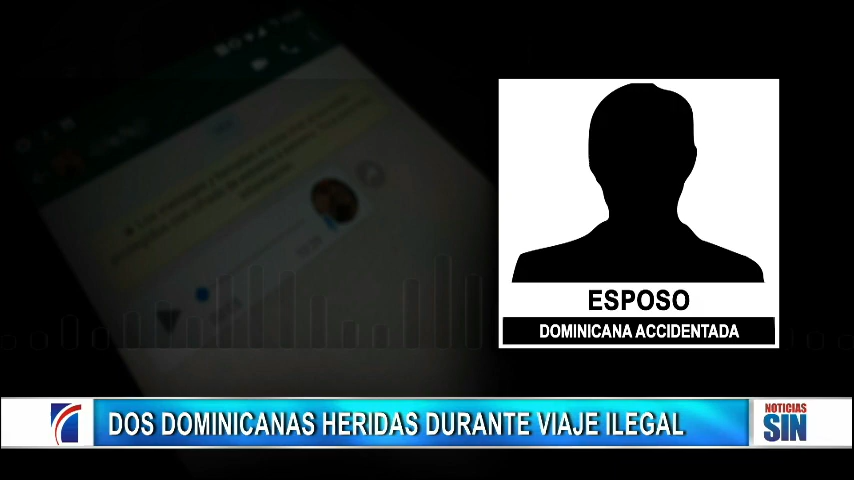 ESPOSO
DOMINICANA ACCIDENTADA
DOS DOMINICANAS HERIDAS DURANTE VIAJE ILEGAL
NOTICIAS
SIN